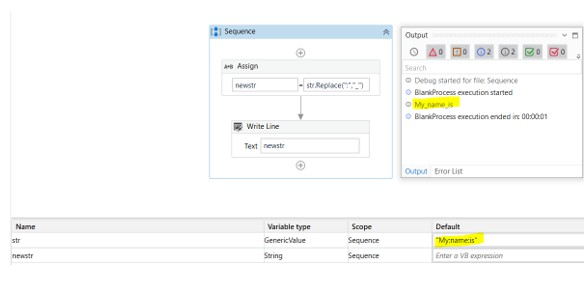 Sequence
Assign
newstr = str.Replace(":","_")
Write Line
Text newstr
Output
0 0 2 2 0 0
Search
Debug started for file: Sequence
BlankProcess execution started
My_name_is
BlankProcess execution ended in: 00:00:01
Output Error List
Name Variable type Scope Default
str GenericValue Sequence "My:name:is"
newstr String Sequence Enter a VB expression